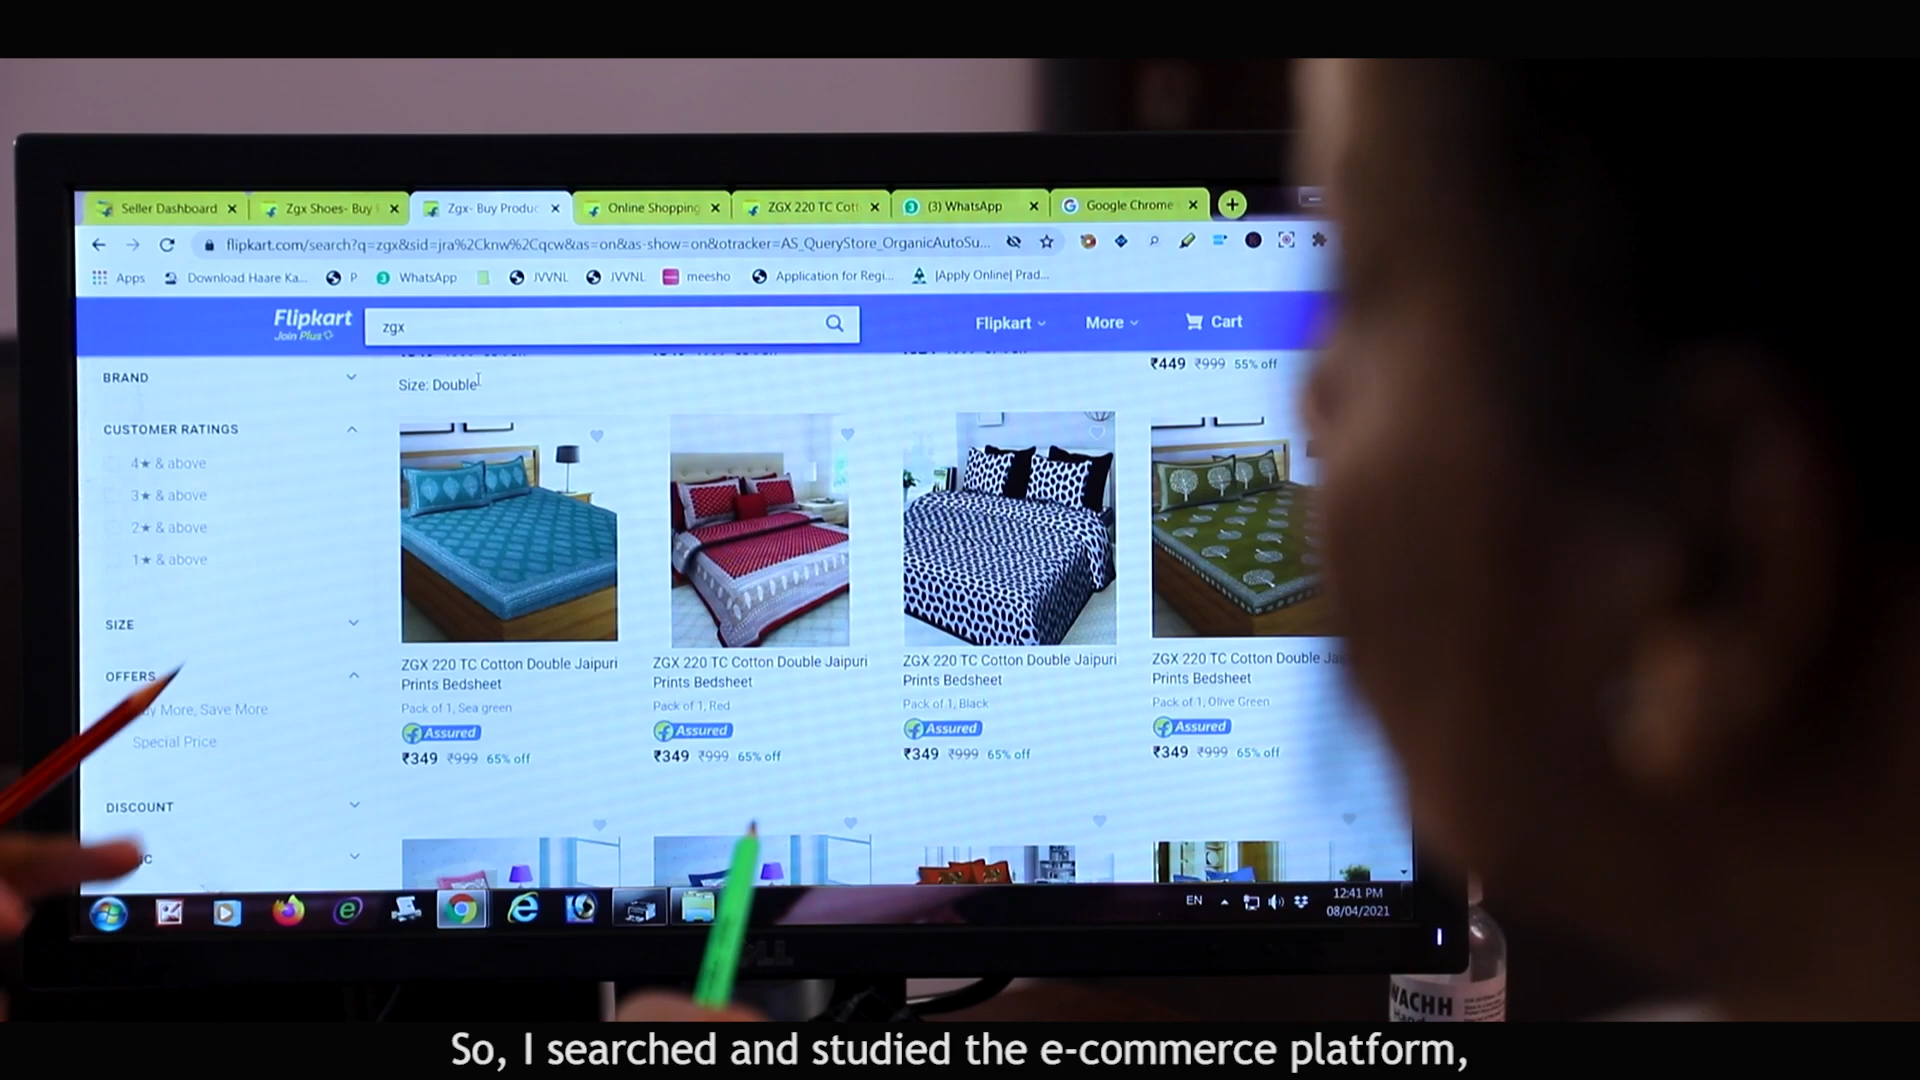 Seller Dashboard
Zgx Shoes- Buy
Zgx- Buy Produc
Online Shopping
ZGX 220 TC Cott
(3) WhatsApp
Google Chrome
flipkart.com/search?q=zgx&sid=jra%2Cknw%2Cqcw&as=on&as-show=on&otracker=AS_QueryStore_OrganicAutoSu...
Apps
Download Haare Ka...
P
WhatsApp
JVVNL
JVVNL
meesho
Application for Regi...
|Apply Online| Prad...
Flipkart
Join Plus
zgx
Flipkart
More
Cart
BRAND
CUSTOMER RATINGS
4★ & above
3★ & above
2★ & above
1★ & above
SIZE
OFFERS
More, Save More
Special Price
DISCOUNT
₹449 ₹999 55% off
Size: Double
ZGX 220 TC Cotton Double Jaipuri
Prints Bedsheet
Pack of 1, Sea green
Assured
₹349 ₹999 65% off
ZGX 220 TC Cotton Double Jaipuri
Prints Bedsheet
Pack of 1, Red
Assured
₹349 ₹999 65% off
ZGX 220 TC Cotton Double Jaipuri
Prints Bedsheet
Pack of 1, Black
Assured
₹349 ₹999 65% off
ZGX 220 TC Cotton Double Jai
Prints Bedsheet
Pack of 1, Olive Green
Assured
₹349 ₹999 65% off
EN
12:41 PM
08/04/2021
WACHH
So, I searched and studied the e-commerce platform,